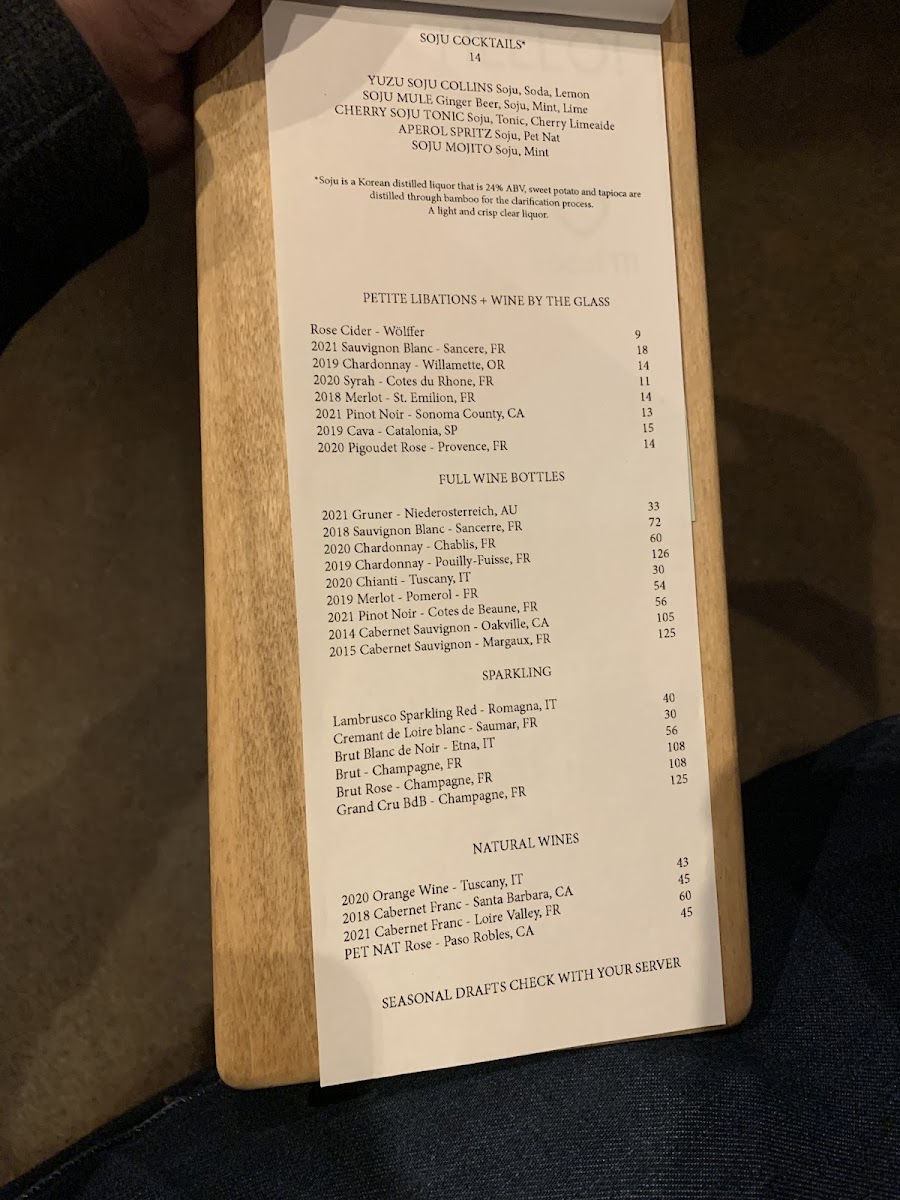 SOJU COCKTAILS*
14
YUZU SOJU COLLINS Soju, Soda, Lemon
SOJU MULE Ginger Beer, Soju, Mint, Lime
CHERRY SOJU TONIC Soju, Tonic, Cherry Limeaide
APEROL SPRITZ Soju, Pet Nat
SOJU MOJITO Soju, Mint
*Soju is a Korean distilled liquor that is 24% ABV, sweet potato and tapioca are
distilled through bamboo for the clarification process.
A light and crisp clear liquor.
PETITE LIBATIONS + WINE BY THE GLASS
Rose Cider - Wölffer 9
2021 Sauvignon Blanc - Sancere, FR 18
2019 Chardonnay - Willamette, OR 14
2020 Syrah - Cotes du Rhone, FR 11
2018 Merlot - St. Emilion, FR 14
2021 Pinot Noir - Sonoma County, CA 13
2019 Cava - Catalonia, SP 15
2020 Pigoudet Rose - Provence, FR 14
FULL WINE BOTTLES
2021 Gruner - Niederosterreich, AU 33
2018 Sauvignon Blanc - Sancerre, FR 72
2020 Chardonnay - Chablis, FR 60
2019 Chardonnay - Pouilly-Fuisse, FR 126
2020 Chianti - Tuscany, IT 30
2019 Merlot - Pomerol - FR 54
2021 Pinot Noir - Cotes de Beaune, FR 56
2014 Cabernet Sauvignon - Oakville, CA 105
2015 Cabernet Sauvignon - Margaux, FR 125
SPARKLING
Lambrusco Sparkling Red - Romagna, IT 40
Cremant de Loire blanc - Saumar, FR 30
Brut Blanc de Noir - Etna, IT 56
Brut - Champagne, FR 108
Brut Rose - Champagne, FR 108
Grand Cru BdB - Champagne, FR 125
NATURAL WINES
2020 Orange Wine - Tuscany, IT 43
2018 Cabernet Franc - Santa Barbara, CA 45
2021 Cabernet Franc - Loire Valley, FR 60
PET NAT Rose - Paso Robles, CA 45
SEASONAL DRAFTS CHECK WITH YOUR SERVER